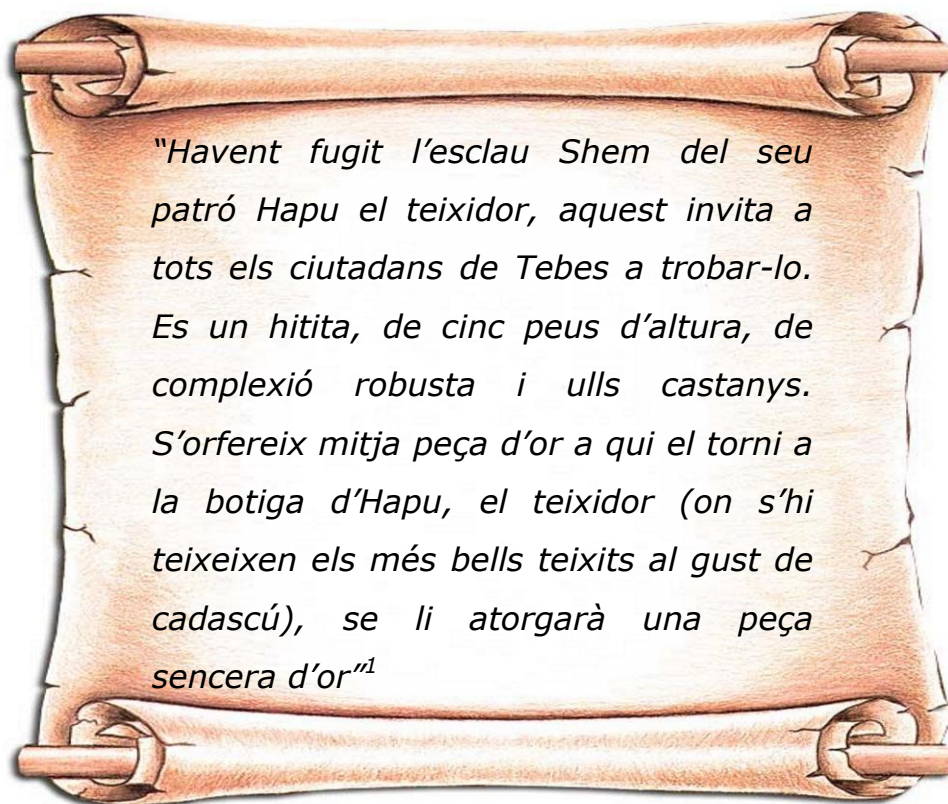 “Havent fugit l’esclau Shem del seu
patró Hapu el teixidor, aquest invita a
tots els ciutadans de Tebes a trobar-lo.
Es un hitita, de cinc peus d’altura, de
complexió robusta i ulls castanys.
S’orfereix mitja peça d’or a qui el torni a
la botiga d’Hapu, el teixidor (on s’hi
teixeixen els més bells teixits al gust de
cadascú), se li atorgarà una peça
sencera d’or”1